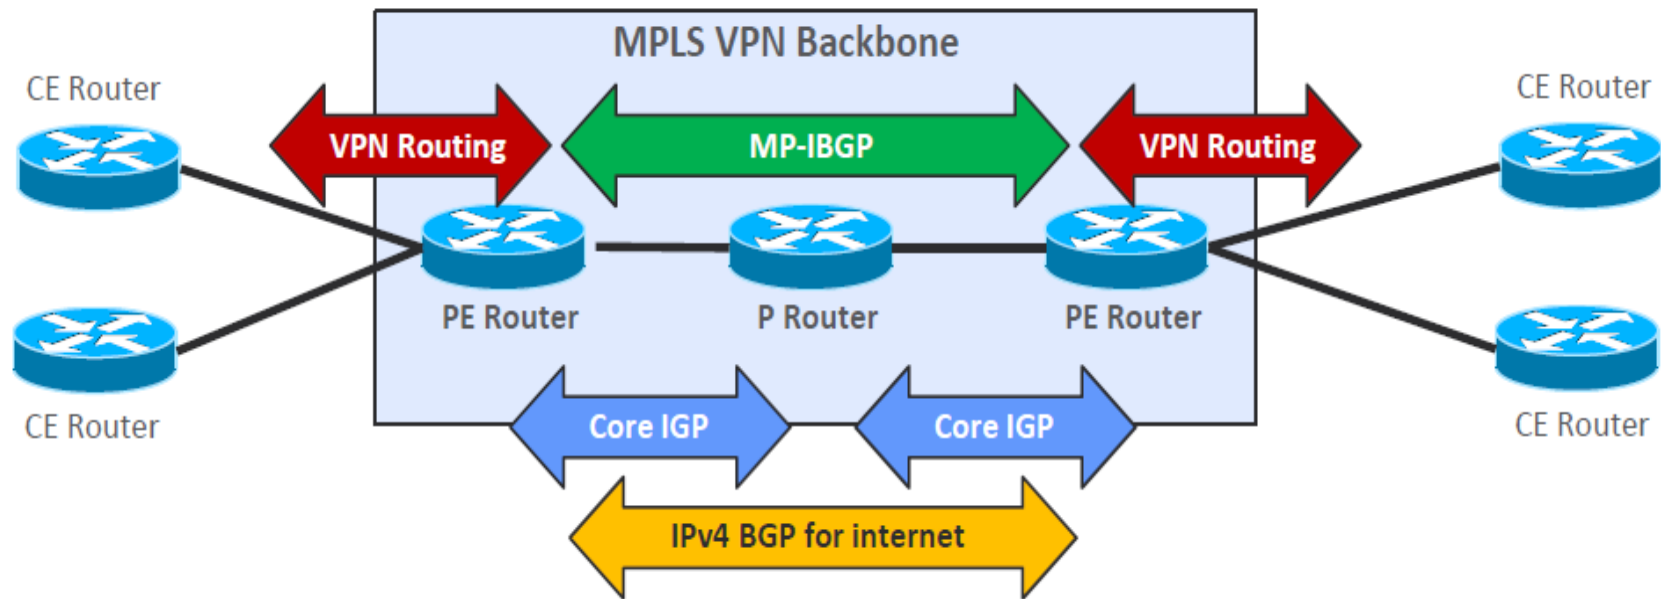 MPLS VPN Backbone
CE Router
CE Router
VPN Routing
MP-IBGP
VPN Routing
PE Router
P Router
PE Router
CE Router
CE Router
Core IGP
Core IGP
IPv4 BGP for internet